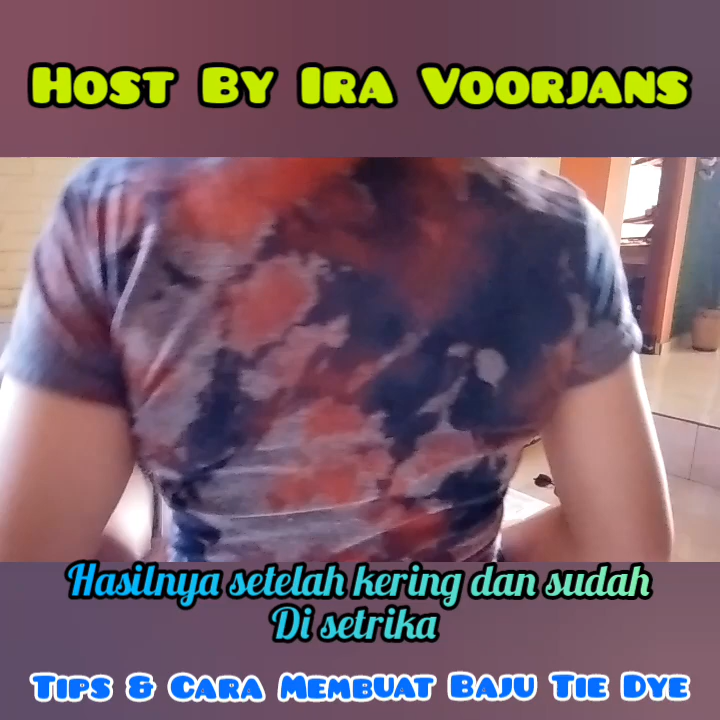 Host By Ira Voorjans
Hasilnya setelah kering dan sudah
Di setrika
Tips & Cara Membuat Baju Tie Dye